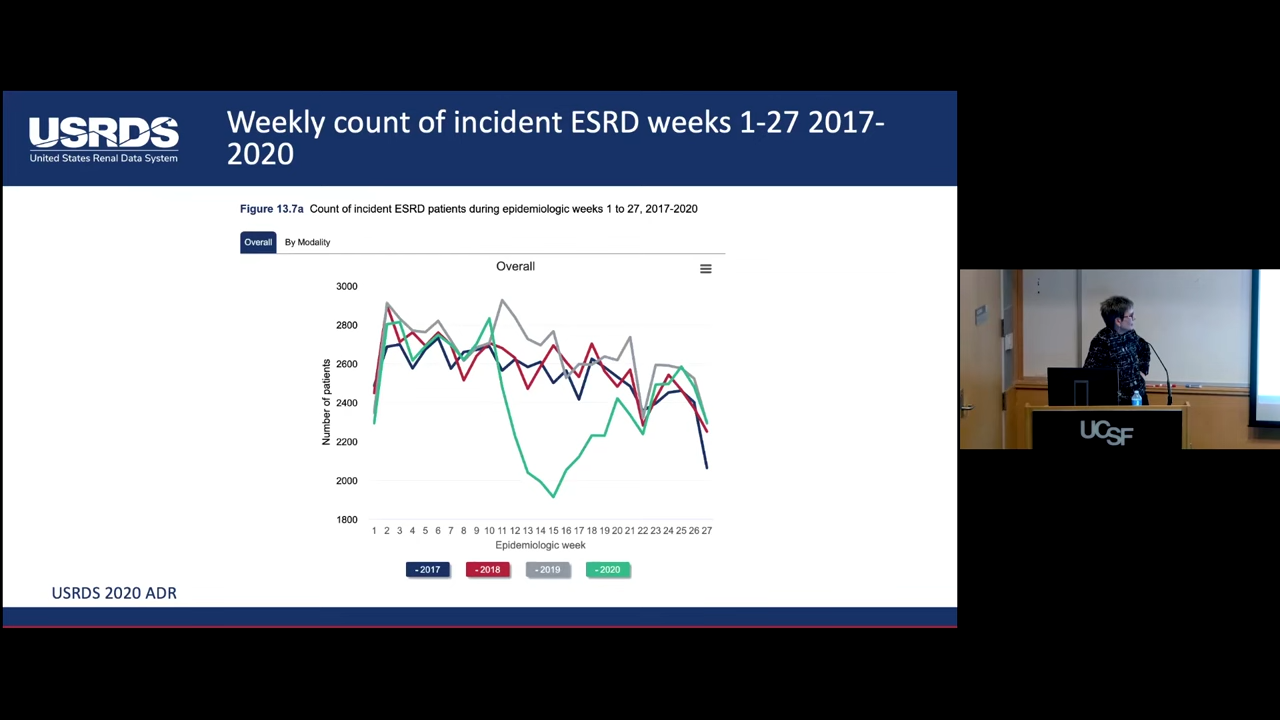 USRDS
United States Renal Data System
Weekly count of incident ESRD weeks 1-27 2017-
2020
Figure 13.7a Count of incident ESRD patients during epidemiologic weeks 1 to 27, 2017-2020
Overall By Modality
Overall
3000
2800
2600
2400
2200
2000
1800
Number of patients
1 2 3 4 5 6 7 8 9 10 11 12 13 14 15 16 17 18 19 20 21 22 23 24 25 26 27
Epidemiologic week
- 2017 - 2018 - 2019 - 2020
USRDS 2020 ADR
UCSF